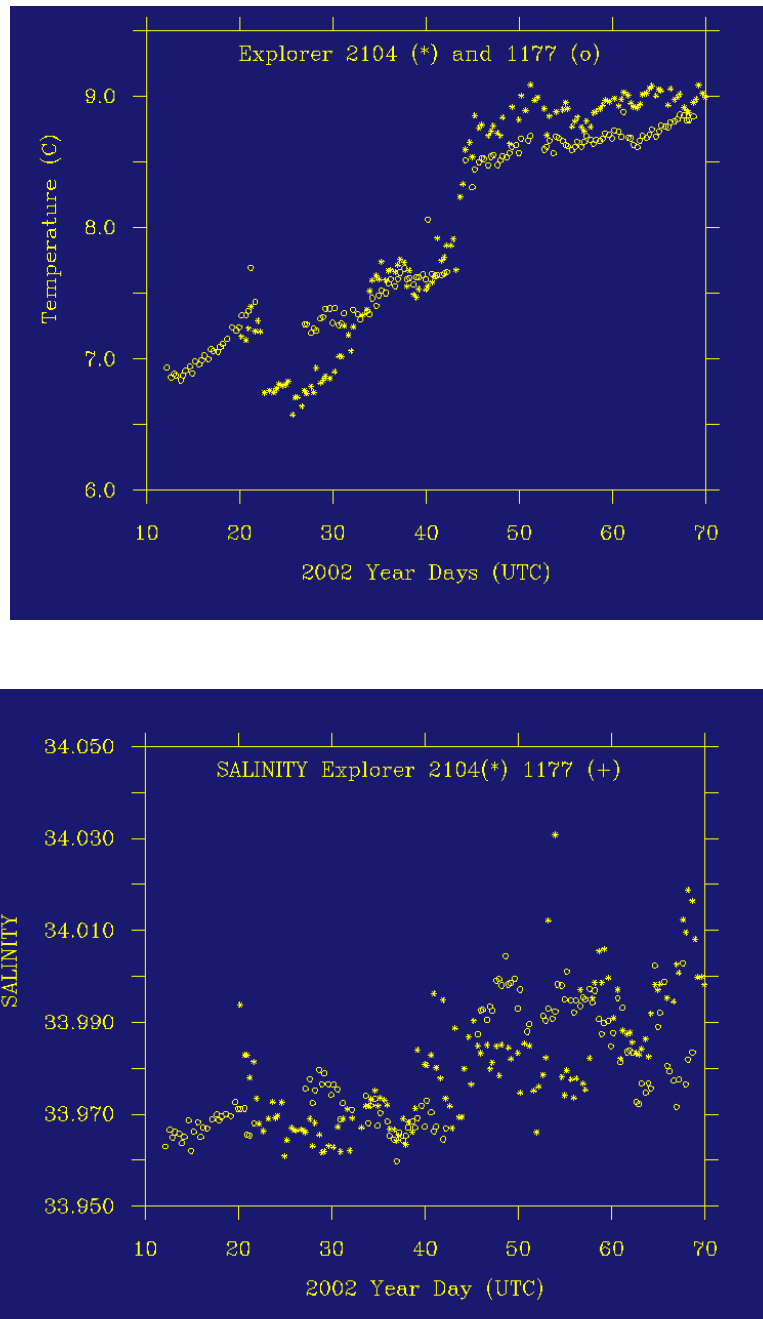 Explorer 2104 (*) and 1177 (o)
9.0
8.0
7.0
6.0
Temperature (C)
10 20 30 40 50 60 70
2002 Year Days (UTC)
SALINITY Explorer 2104(*) 1177 (+)
34.050
34.030
34.010
33.990
33.970
33.950
SALINITY
10 20 30 40 50 60 70
2002 Year Day (UTC)